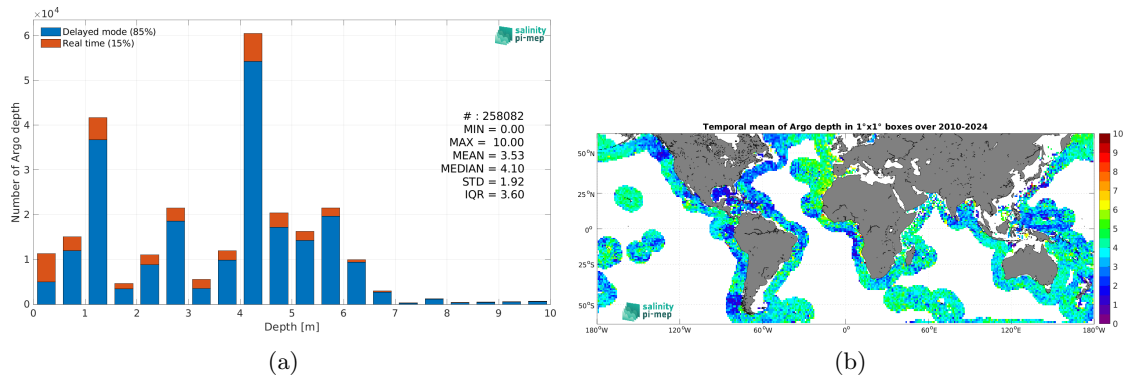 ×10⁴
Delayed mode (85%)
Real time (15%)
salinity
pi-mep
6
5
4
3
2
1
0
Number of Argo depth
# : 258082
MIN = 0.00
MAX = 10.00
MEAN = 3.53
MEDIAN = 4.10
STD = 1.92
IQR = 3.60
0 1 2 3 4 5 6 7 8 9 10
Depth [m]
(a)
Temporal mean of Argo depth in 1°x1° boxes over 2010-2024
50°N
25°N
0°
25°S
50°S
180°W 120°W 60°W 0° 60°E 120°E 180°W
salinity
pi-mep
10
9
8
7
6
5
4
3
2
1
0
(b)